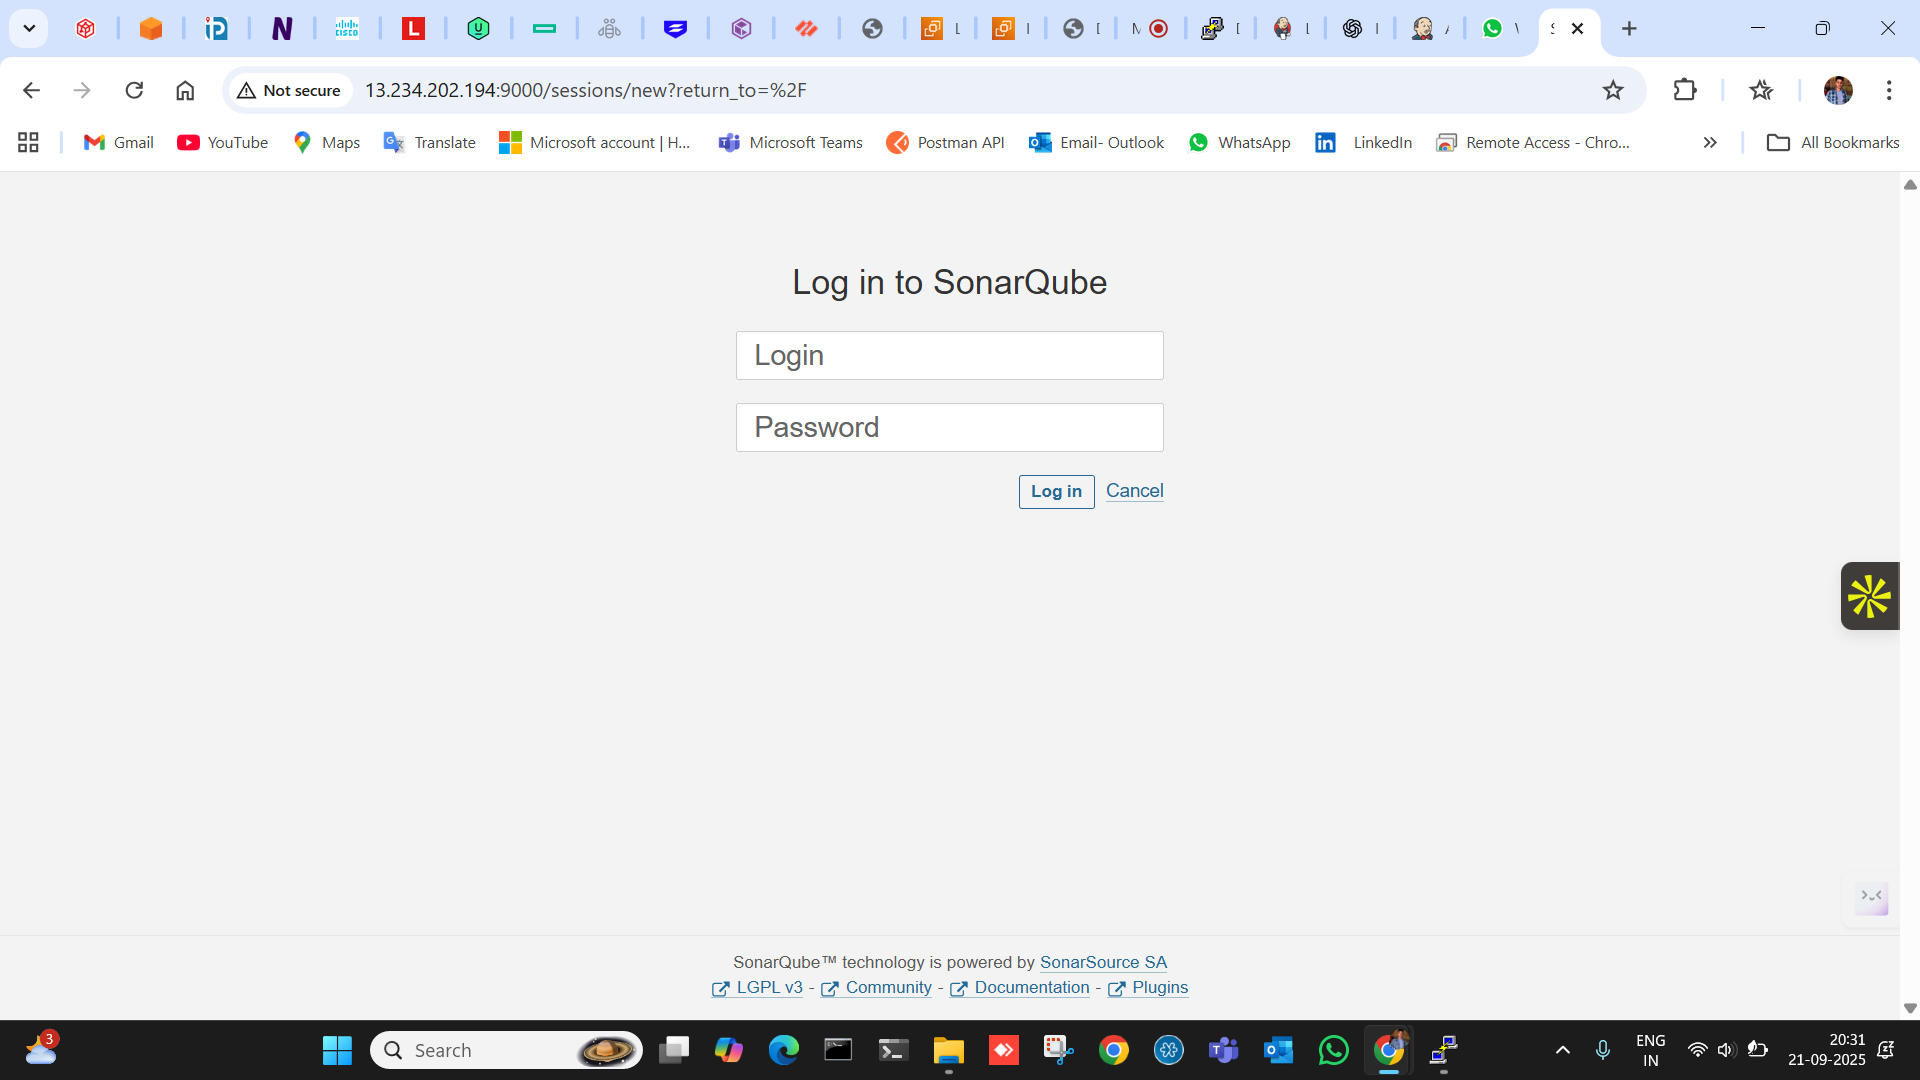 Not secure
13.234.202.194:9000/sessions/new?return_to=%2F
Gmail
YouTube
Maps
Translate
Microsoft account | H...
Microsoft Teams
Postman API
Email- Outlook
WhatsApp
LinkedIn
Remote Access - Chro...
All Bookmarks
Log in to SonarQube
Login
Password
Log in
Cancel
SonarQube™ technology is powered by SonarSource SA
LGPL v3 - Community - Documentation - Plugins
3
Search
ENG
IN
20:31
21-09-2025